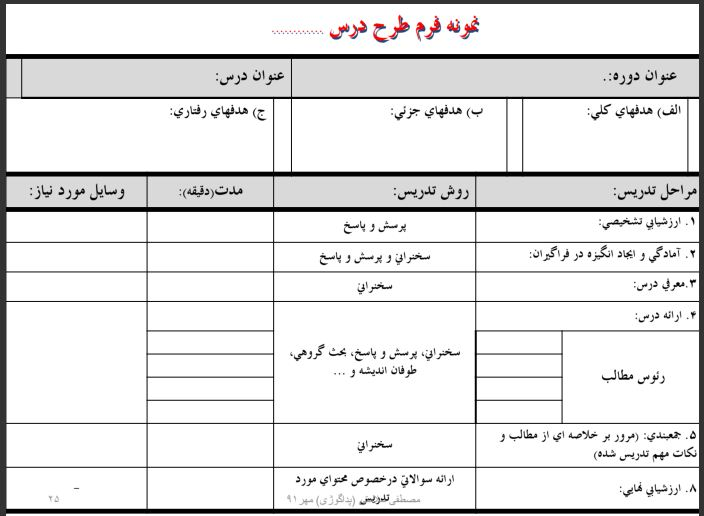 نمونه فرم طرح درس ............
عنوان دوره:. عنوان درس:
الف) هدفهاي كلي: ب) هدفهاي جزئي: ج) هدفهاي رفتاري:
مراحل تدريس: روش تدريس: مدت(دقيقه): وسايل مورد نياز:
۱. ارزشيابي تشخيصي: پرسش و پاسخ
۲. آمادگي و ايجاد انگيزه در فراگيران: سخنراني و پرسش و پاسخ
۳.معرفي درس: سخنراني
۴. ارائه درس:
رئوس مطالب
سخنراني، پرسش و پاسخ، بحث گروهي،
طوفان انديشه و ...
۵. جمعبندي: (مرور بر خلاصه اي از مطالب و
نكات مهم تدريس شده)
سخنراني
۸. ارزشيابي نهايي:
ارائه سوالاتي درخصوص محتواي مورد
تدريس
–
مصطفی (پداگوژی) مهر ۹۱
۲۵